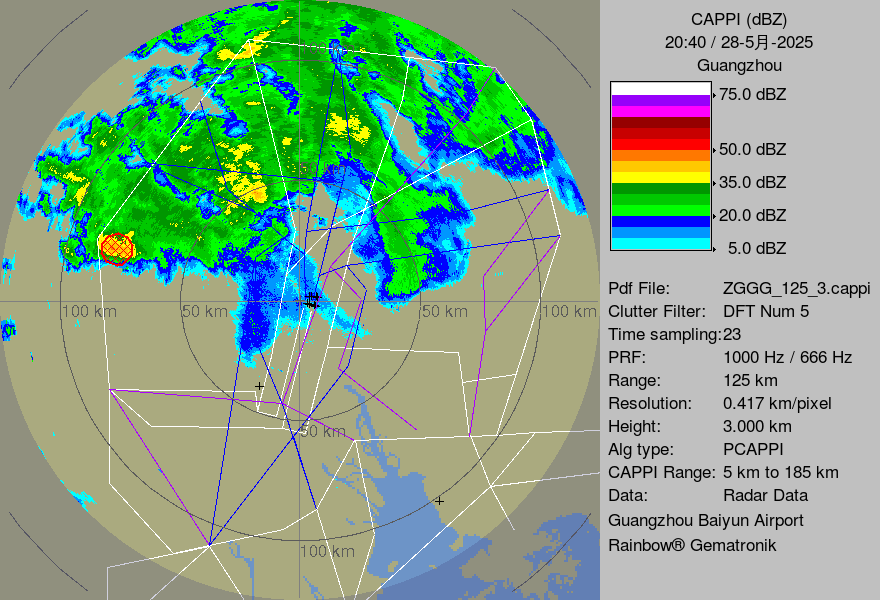 CAPPI (dBZ)
20:40 / 28-5月-2025
Guangzhou
75.0 dBZ
50.0 dBZ
35.0 dBZ
20.0 dBZ
5.0 dBZ
Pdf File: ZGGG_125_3.cappi
Clutter Filter: DFT Num 5
Time sampling:23
PRF: 1000 Hz / 666 Hz
Range: 125 km
Resolution: 0.417 km/pixel
Height: 3.000 km
Alg type: PCAPPI
CAPPI Range: 5 km to 185 km
Data: Radar Data
Guangzhou Baiyun Airport
Rainbow® Gematronik
100 km
100 km
50 km
50 km
100 km
50 km
100 km